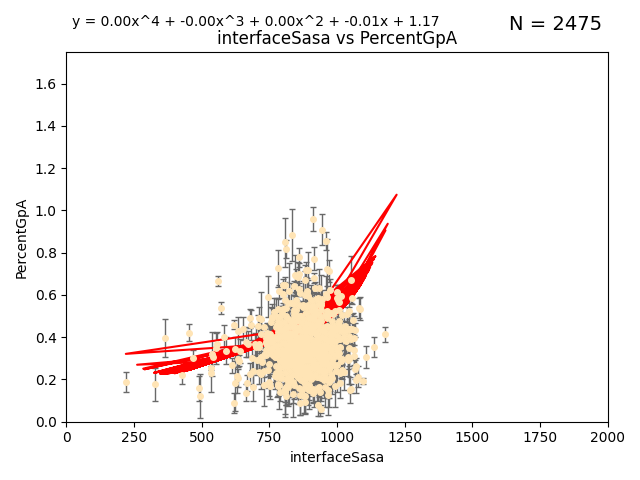 y = 0.00x^4 + -0.00x^3 + 0.00x^2 + -0.01x + 1.17
N = 2475
interfaceSasa vs PercentGpA
PercentGpA
1.6
1.4
1.2
1.0
0.8
0.6
0.4
0.2
0.0
0 250 500 750 1000 1250 1500 1750 2000
interfaceSasa